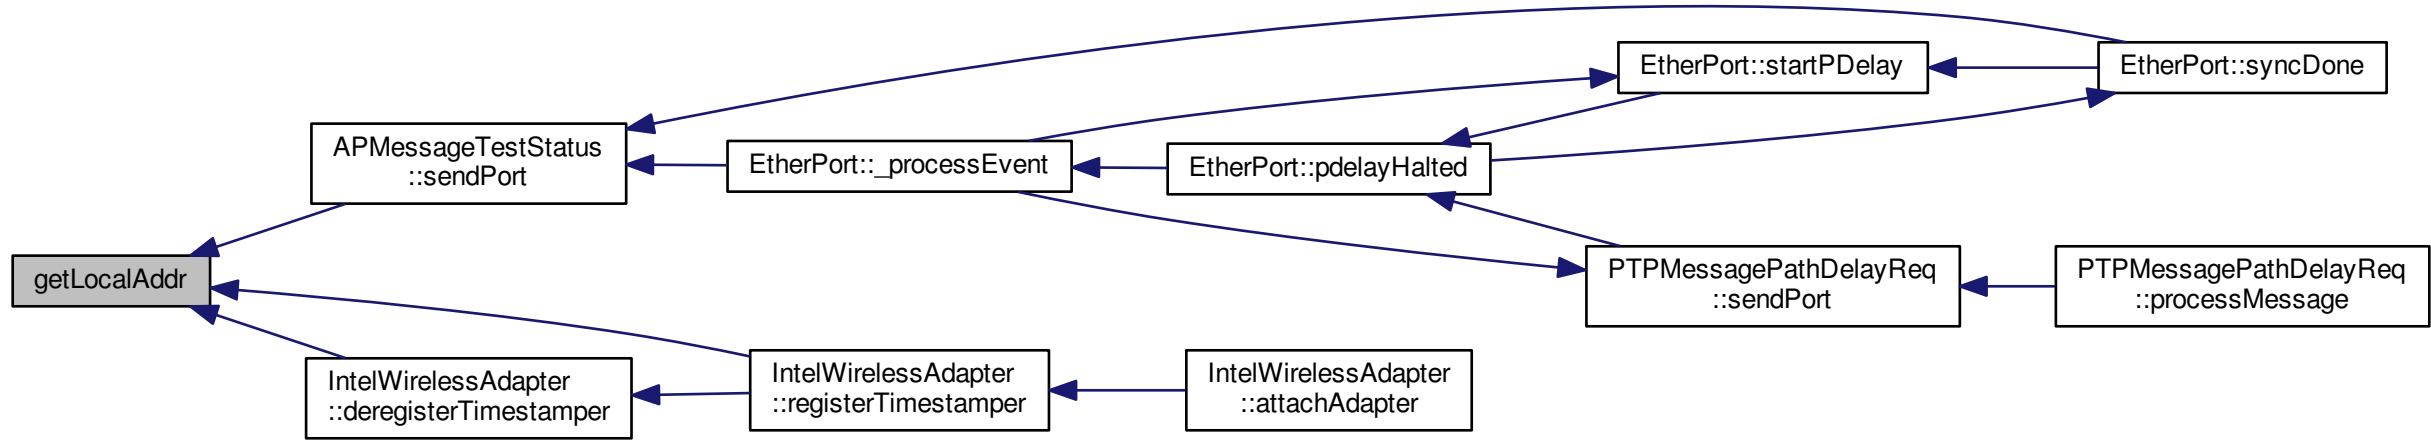 EtherPort::startPDelay
EtherPort::syncDone
APMessageTestStatus
::sendPort
EtherPort::_processEvent
EtherPort::pdelayHalted
getLocalAddr
PTPMessagePathDelayReq
::sendPort
PTPMessagePathDelayReq
::processMessage
IntelWirelessAdapter
::deregisterTimestamper
IntelWirelessAdapter
::registerTimestamper
IntelWirelessAdapter
::attachAdapter